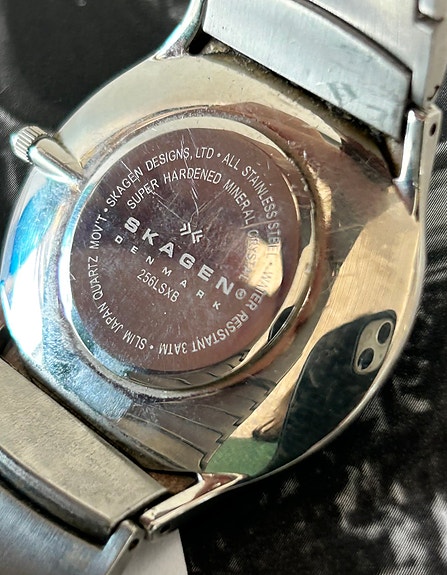 SKAGEN DESIGNS, LTD • ALL STAINLESS STEEL • WATER RESISTANT 3ATM • SLIM JAPAN QUARTZ MOVT •
SUPER HARDENED MINERAL CRYSTAL
SKAGEN®
DENMARK
256LSXB